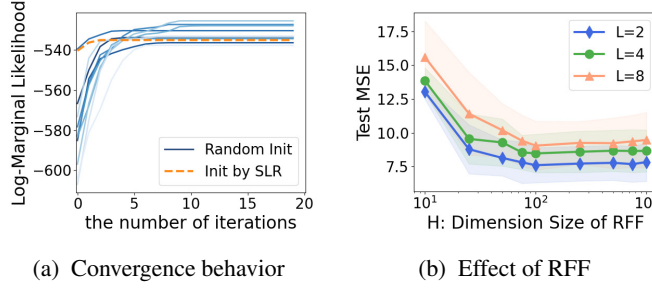 Log-Marginal Likelihood
−540
−560
−580
−600
Random Init
Init by SLR
0 5 10 15 20
the number of iterations
(a) Convergence behavior
Test MSE
17.5
15.0
12.5
10.0
7.5
L=2
L=4
L=8
10¹ 10² 10³
H: Dimension Size of RFF
(b) Effect of RFF